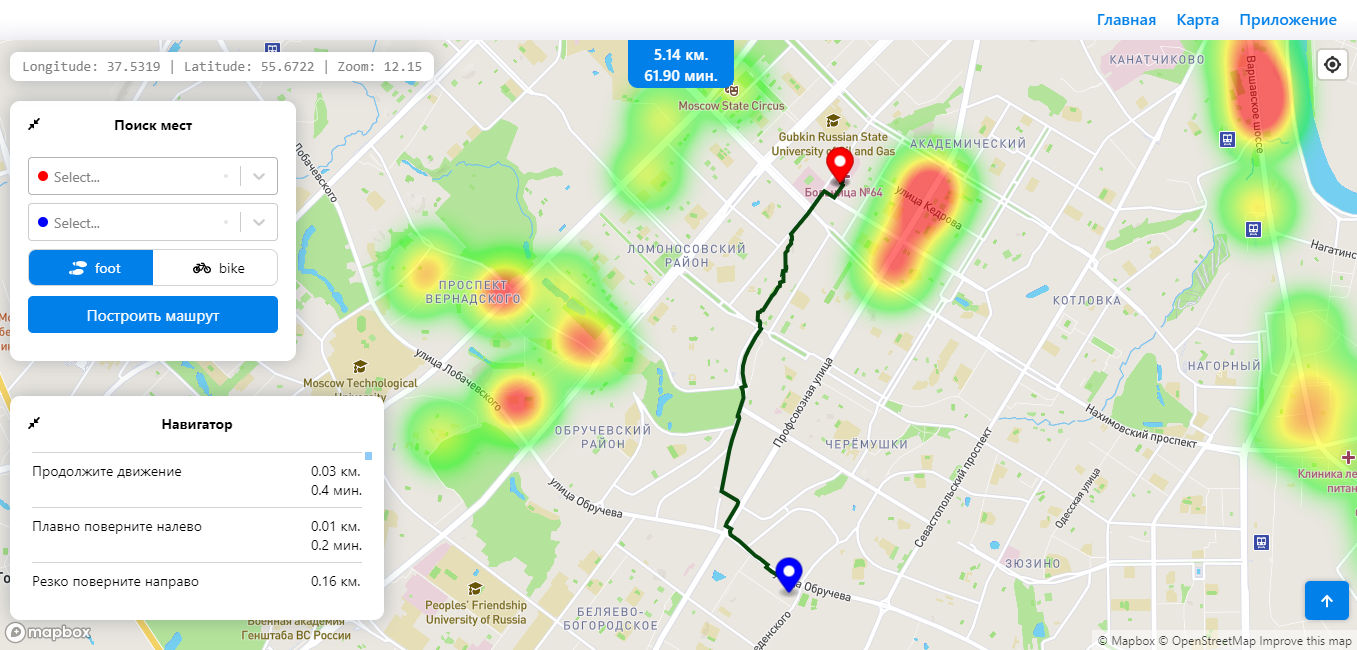 Главная Карта Приложение
Longitude: 37.5319 | Latitude: 55.6722 | Zoom: 12.15
5.14 км.
61.90 мин.
Поиск мест
Select...
Select...
foot
bike
Построить машрут
Навигатор
Продолжите движение 0.03 км.
0.4 мин.
Плавно поверните налево 0.01 км.
0.2 мин.
Резко поверните направо 0.16 км.
КАНАТЧИКОВО
Варшавское шоссе
Moscow State Circus
Gubkin Russian State
University of Oil and Gas
АКАДЕМИЧЕСКИЙ
Лобачевского
Больница №64
улица Кедрова
ЛОМОНОСОВСКИЙ
РАЙОН
Нагатинс
ПРОСПЕКТ
ВЕРНАДСКОГО
КОТЛОВКА
улица Лобачевского
Moscow Technological
University
НАГОРНЫЙ
Профсоюзная улица
Нахимовский проспект
ОБРУЧЕВСКИЙ
РАЙОН
ЧЕРЁМУШКИ
Севастопольский проспект
Одесская улица
Клиника ле
питан
улица Обручева
ЗЮЗИНО
улица Обручева
Peoples' Friendship
University of Russia
БЕЛЯЕВО-
БОГОРОДСКОЕ
Военная академия
Генштаба ВС России
mapbox
© Mapbox © OpenStreetMap Improve this map